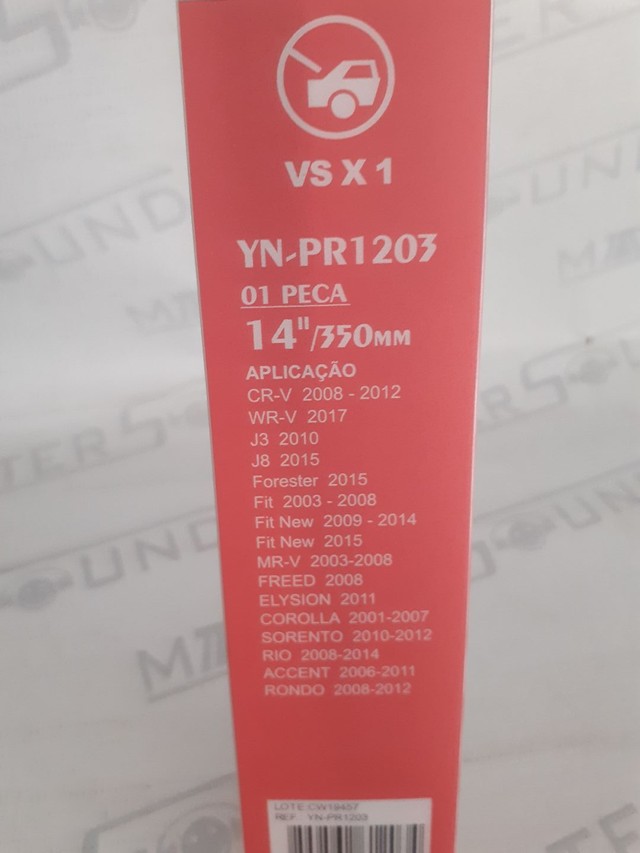 VS X 1
YN-PR1203
01 PECA
14"/350MM
APLICAÇÃO
CR-V 2008 - 2012
WR-V 2017
J3 2010
J8 2015
Forester 2015
Fit 2003 - 2008
Fit New 2009 - 2014
Fit New 2015
MR-V 2003-2008
FREED 2008
ELYSION 2011
COROLLA 2001-2007
SORENTO 2010-2012
RIO 2008-2014
ACCENT 2006-2011
RONDO 2008-2012
LOTE:CW19457
REF. YN-PR1203